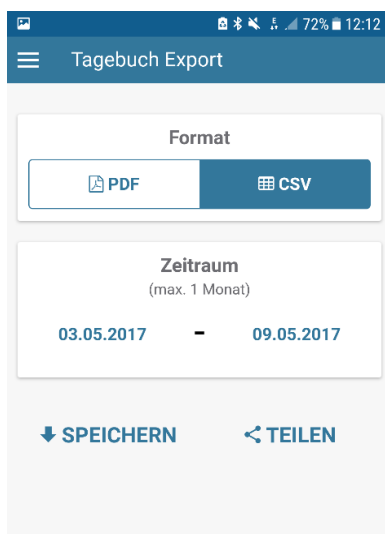 72% 12:12
Tagebuch Export
Format
PDF CSV
Zeitraum
(max. 1 Monat)
03.05.2017 - 09.05.2017
SPEICHERN TEILEN